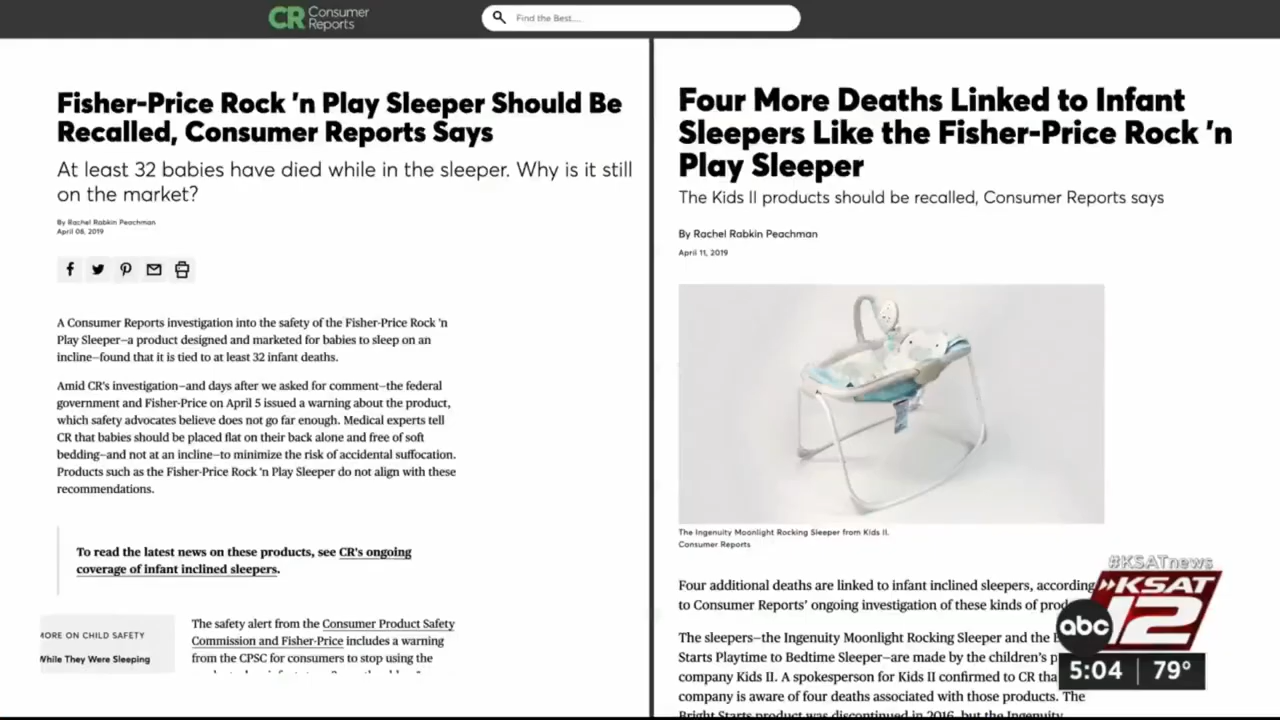 CR Consumer
Reports
Find the Best....
Fisher-Price Rock 'n Play Sleeper Should Be
Recalled, Consumer Reports Says
At least 32 babies have died while in the sleeper. Why is it still
on the market?
By Rachel Rabkin Peachman
April 08, 2019
A Consumer Reports investigation into the safety of the Fisher-Price Rock 'n
Play Sleeper—a product designed and marketed for babies to sleep on an
incline—found that it is tied to at least 32 infant deaths.
Amid CR's investigation—and days after we asked for comment—the federal
government and Fisher-Price on April 5 issued a warning about the product,
which safety advocates believe does not go far enough. Medical experts tell
CR that babies should be placed flat on their back alone and free of soft
bedding—and not at an incline—to minimize the risk of accidental suffocation.
Products such as the Fisher-Price Rock 'n Play Sleeper do not align with these
recommendations.
To read the latest news on these products, see CR's ongoing
coverage of infant inclined sleepers.
MORE ON CHILD SAFETY
While They Were Sleeping
The safety alert from the Consumer Product Safety
Commission and Fisher-Price includes a warning
from the CPSC for consumers to stop using the
Four More Deaths Linked to Infant
Sleepers Like the Fisher-Price Rock 'n
Play Sleeper
The Kids II products should be recalled, Consumer Reports says
By Rachel Rabkin Peachman
April 11, 2019
The Ingenuity Moonlight Rocking Sleeper from Kids II.
Consumer Reports
Four additional deaths are linked to infant inclined sleepers, according
to Consumer Reports' ongoing investigation of these kinds of
The sleepers—the Ingenuity Moonlight Rocking Sleeper and the
Starts Playtime to Bedtime Sleeper—are made by the children's
company Kids II. A spokesperson for Kids II confirmed to CR
company is aware of four deaths associated with those products. The
Bright Starts product was discontinued in 2016, but the Ingenuity
#KSATnews
KSAT
abc 12
5:04 79°